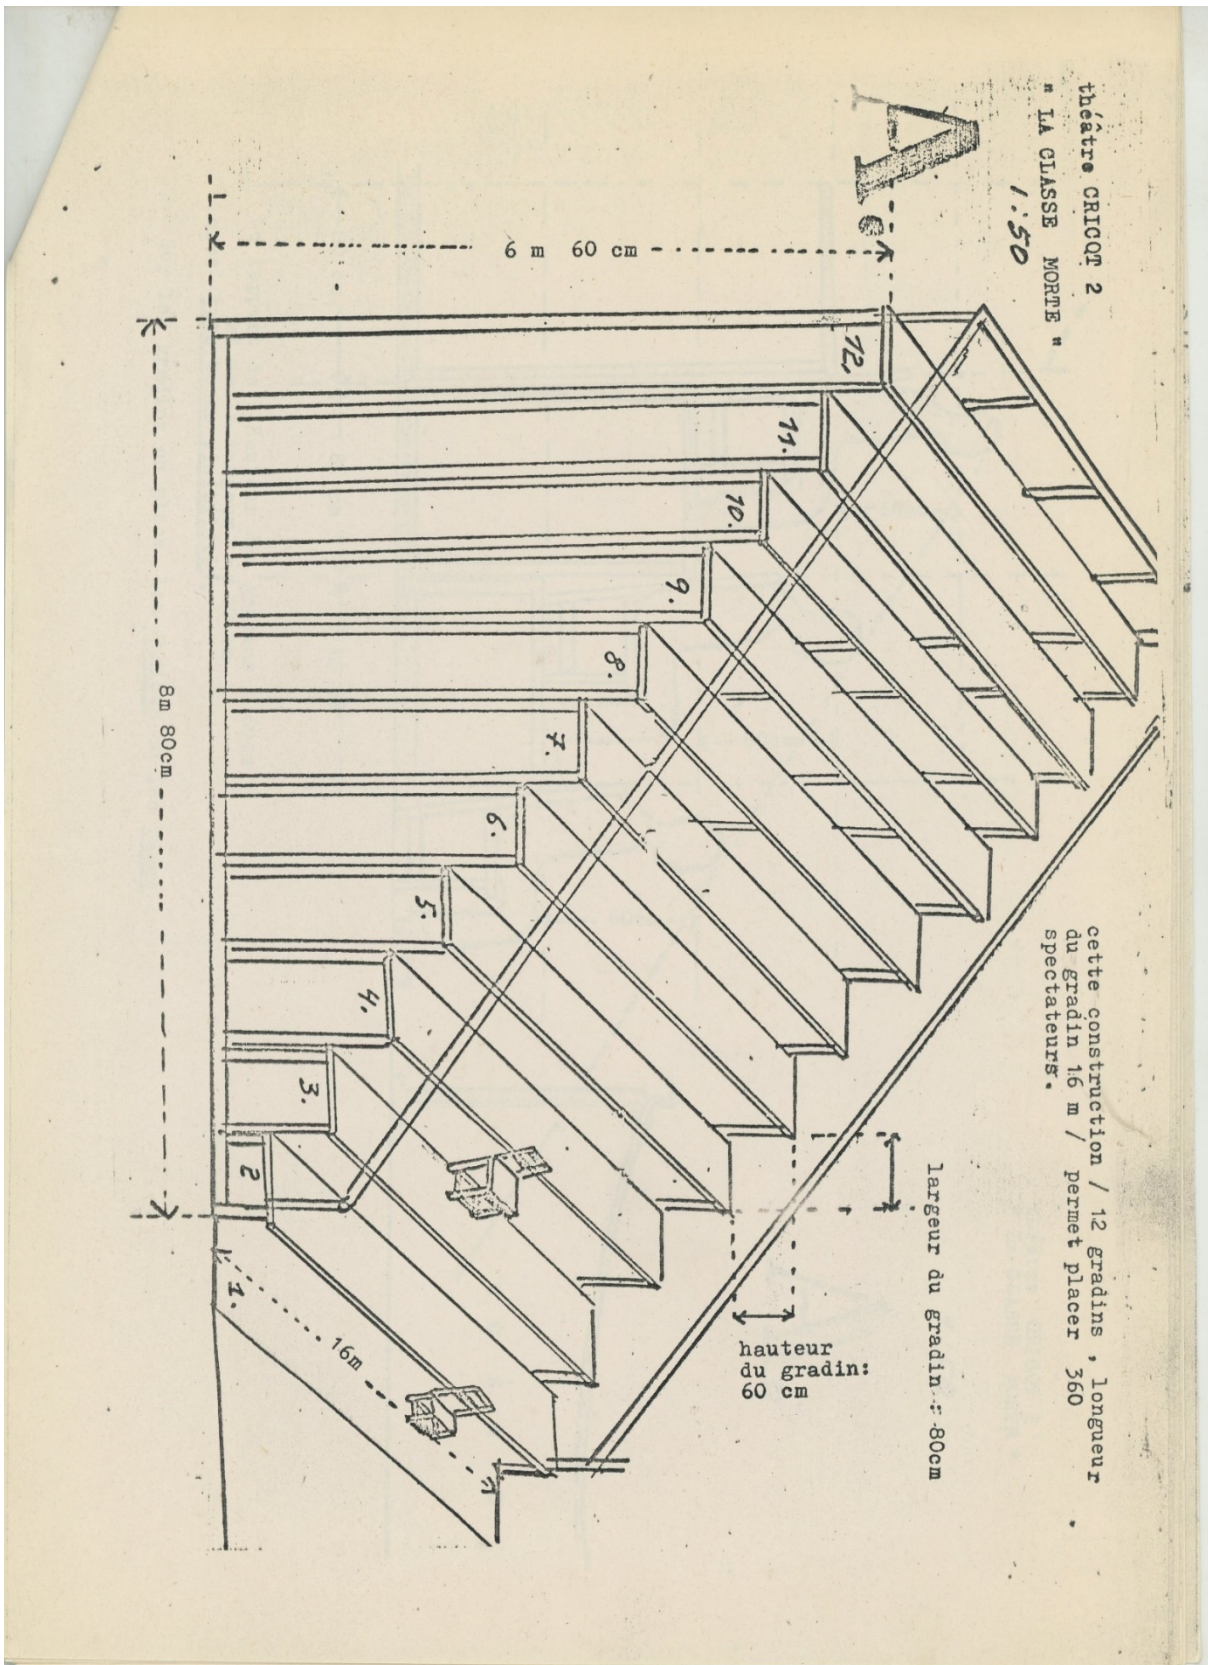 théâtre CRICOT 2
" LA CLASSE MORTE "
1:50
A.
6 m 60 cm
8m 80cm
12.
11.
10.
9.
8.
7.
6.
5.
4.
3.
2
1.
16m
cette construction / 12 gradins , longueur
du gradin 16 m / permet placer 360
spectateurs.
largeur du gradin : 80cm
hauteur
du gradin:
60 cm